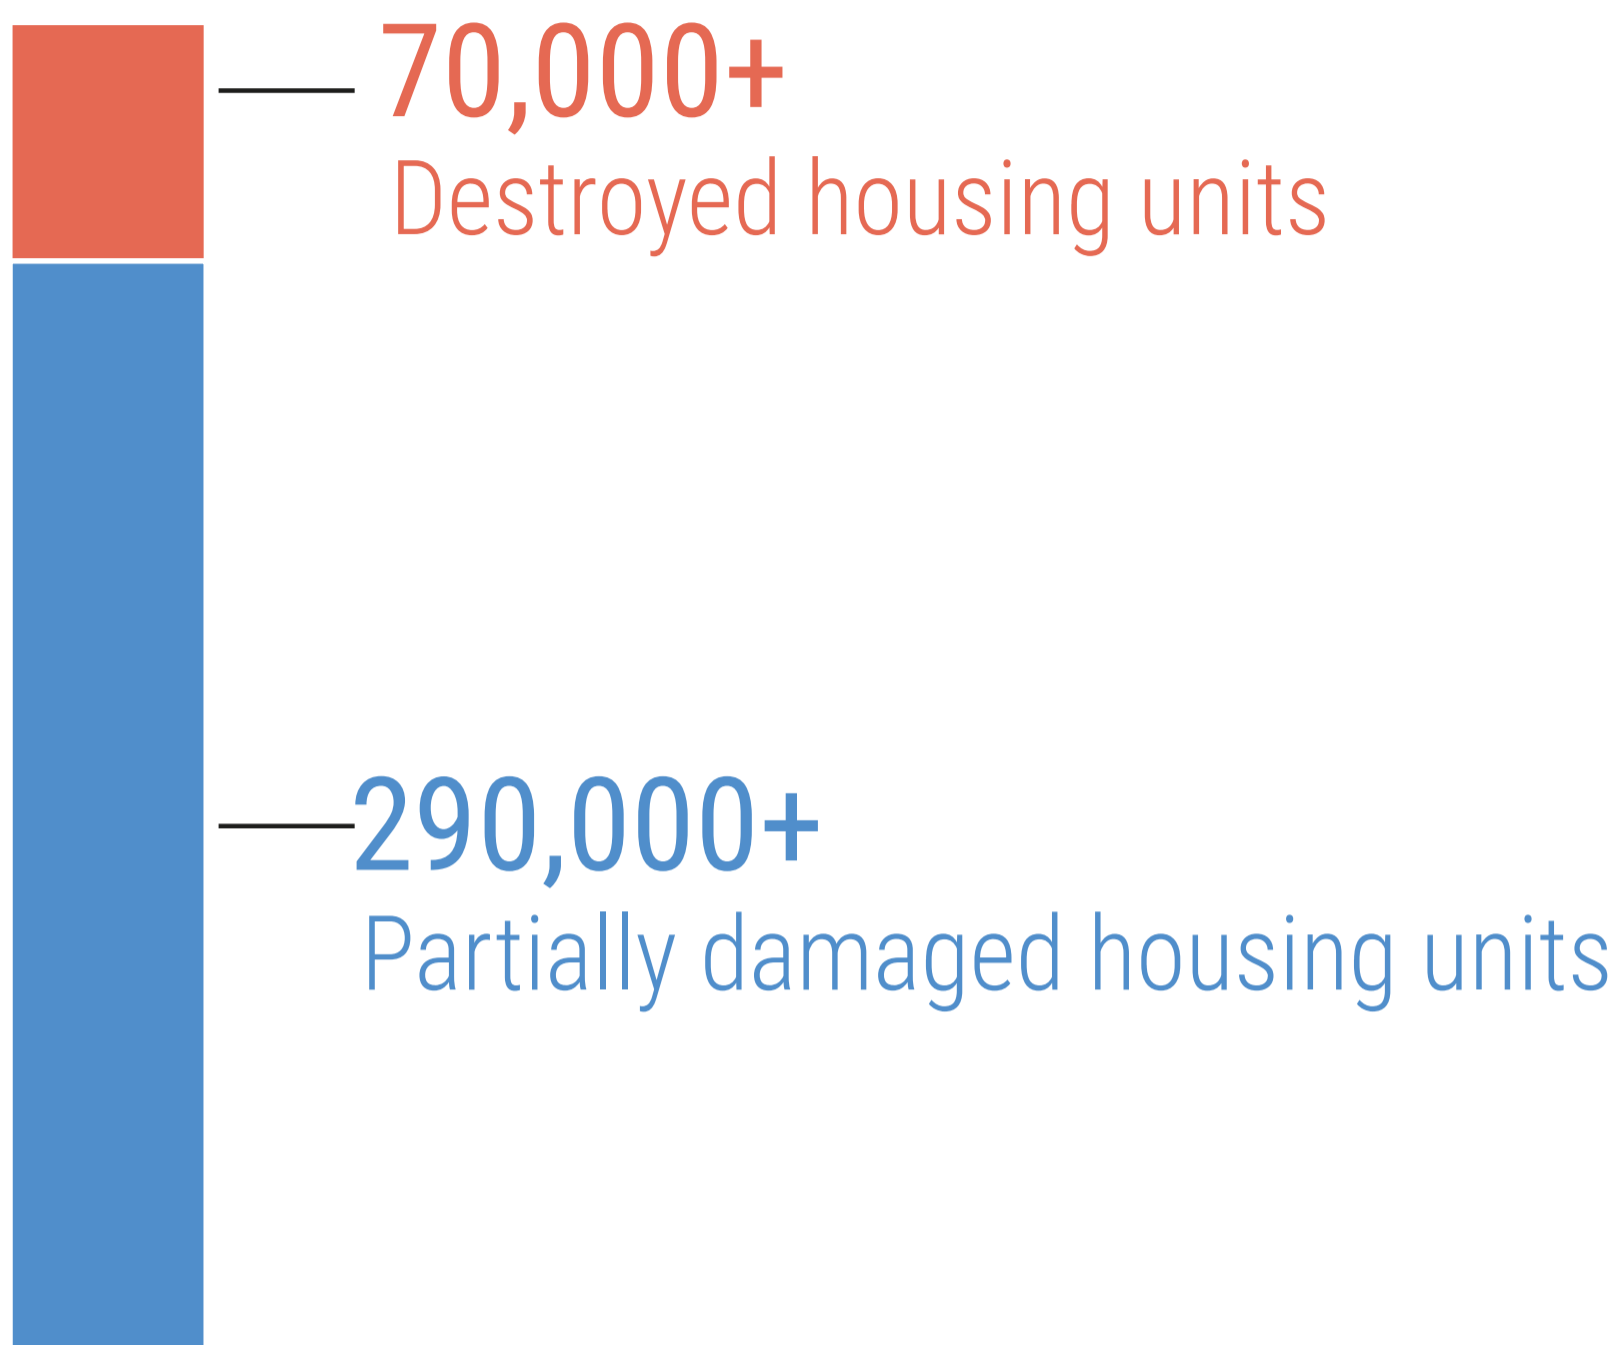 70,000+
Destroyed housing units
290,000+
Partially damaged housing units